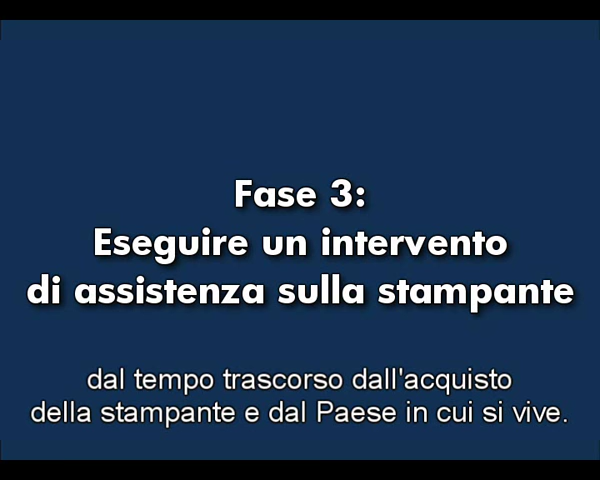 Fase 3:
Eseguire un intervento
di assistenza sulla stampante
dal tempo trascorso dall'acquisto
della stampante e dal Paese in cui si vive.